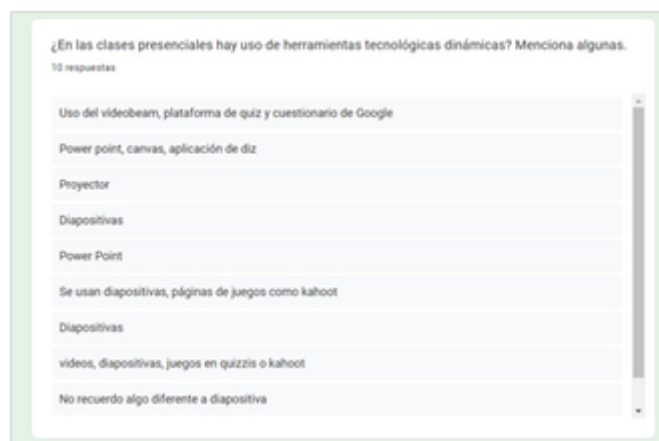 ¿En las clases presenciales hay uso de herramientas tecnológicas dinámicas? Menciona algunas.
10 respuestas
Uso del vídeobeam, plataforma de quiz y cuestionario de Google
Power point, canvas, aplicación de diz
Proyector
Diapositivas
Power Point
Se usan diapositivas, páginas de juegos como kahoot
Diapositivas
videos, diapositivas, juegos en quizzis o kahoot
No recuerdo algo diferente a diapositiva